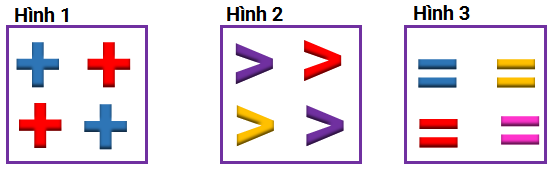 Hình 1
Hình 2
Hình 3
+ +
+ +
> >
> >
= =
= =